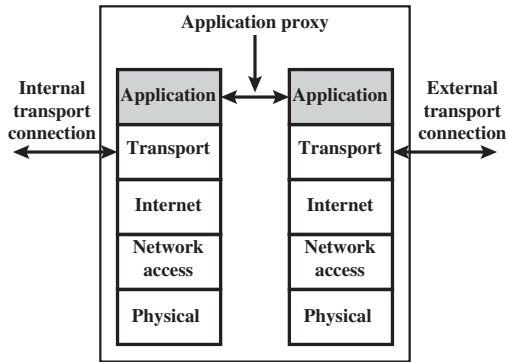 Application proxy
Internal
transport
connection
External
transport
connection
Application
Application
Transport
Transport
Internet
Internet
Network
access
Network
access
Physical
Physical